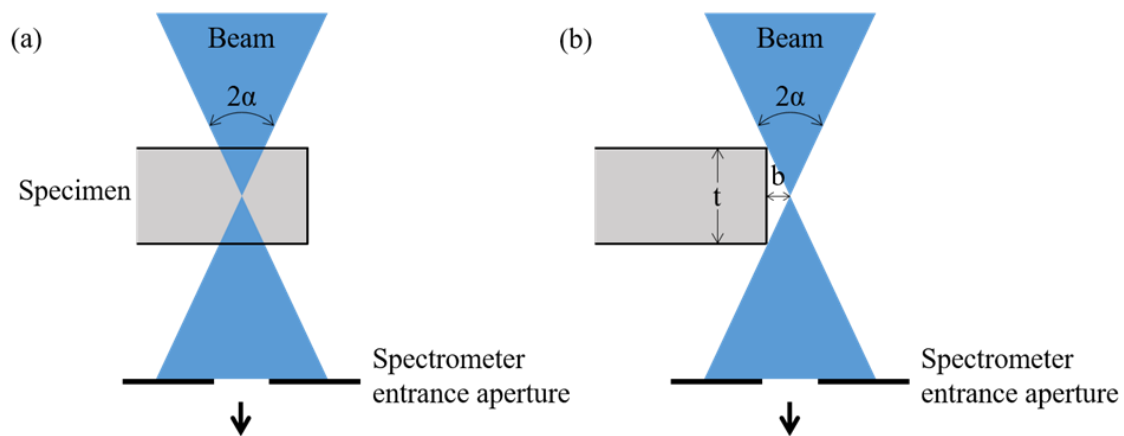 (a)
Beam
2α
Specimen
Spectrometer
entrance aperture
(b)
Beam
2α
b
t
Spectrometer
entrance aperture